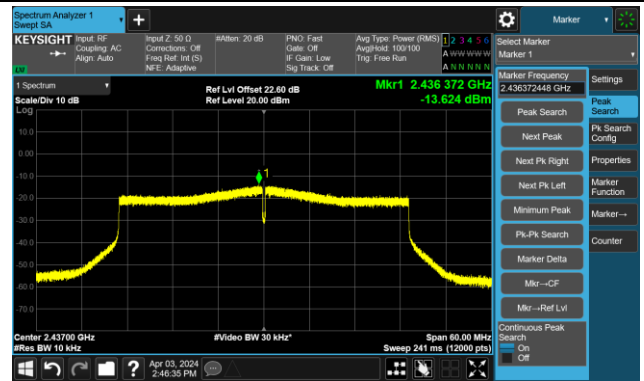 Spectrum Analyzer 1
Swept SA
+
Marker
KEYSIGHT
Input: RF
Coupling: AC
Align: Auto
Input Z: 50 Ω
Corrections: Off
Freq Ref: Int (S)
NFE: Adaptive
#Atten: 20 dB
PNO: Fast
Gate: Off
IF Gain: Low
Sig Track: Off
Avg Type: Power (RMS)
Avg|Hold: 100/100
Trig: Free Run
1 2 3 4 5 6
A W W W W W
A N N N N N
Select Marker
Marker 1
LW
1 Spectrum
Scale/Div 10 dB
Log
Ref Lvl Offset 22.60 dB
Ref Level 20.00 dBm
Mkr1 2.436 372 GHz
-13.624 dBm
10.0
0.00
-10.0
-20.0
-30.0
-40.0
-50.0
-60.0
-70.0
1
Center 2.43700 GHz
#Res BW 10 kHz
#Video BW 30 kHz*
Span 60.00 MHz
Sweep 241 ms (12000 pts)
Marker Frequency
2.436372448 GHz
Peak Search
Next Peak
Next Pk Right
Next Pk Left
Minimum Peak
Pk-Pk Search
Marker Delta
Mkr→CF
Mkr→Ref Lvl
Continuous Peak
Search
On
Off
Settings
Peak
Search
Pk Search
Config
Properties
Marker
Function
Marker→
Counter
?
Apr 03, 2024
2:46:35 PM